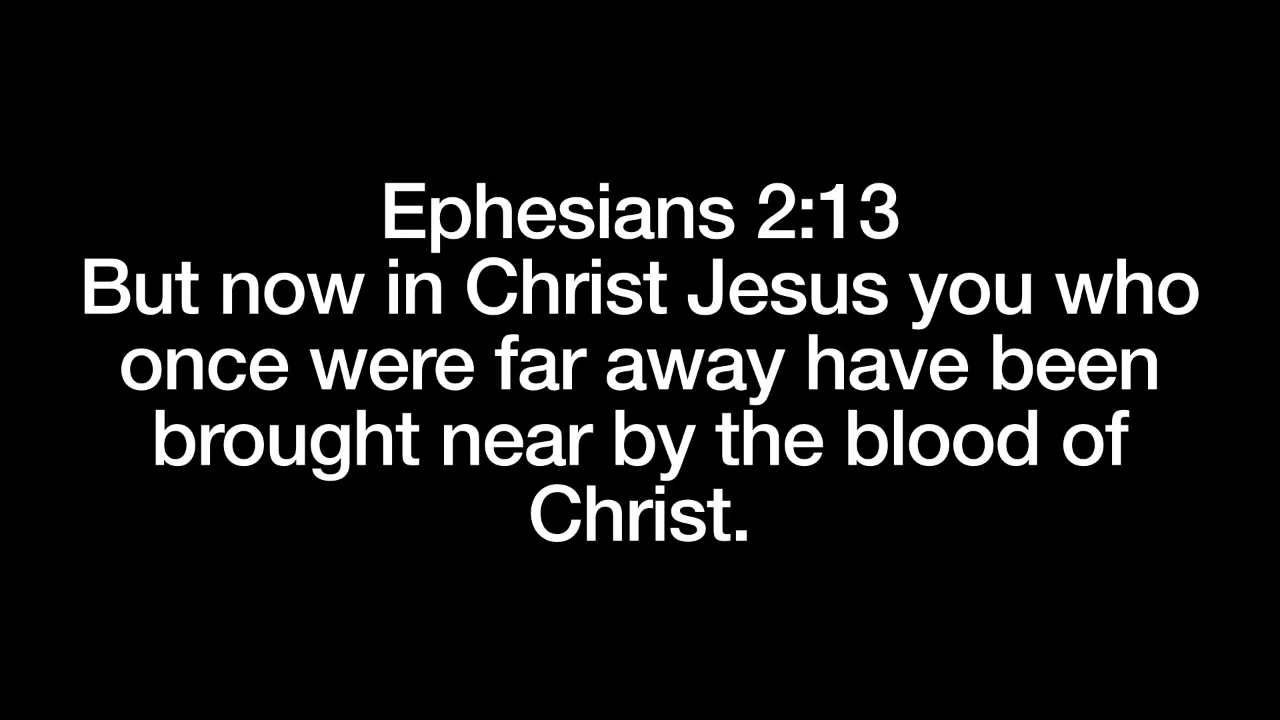 Ephesians 2:13
But now in Christ Jesus you who
once were far away have been
brought near by the blood of
Christ.